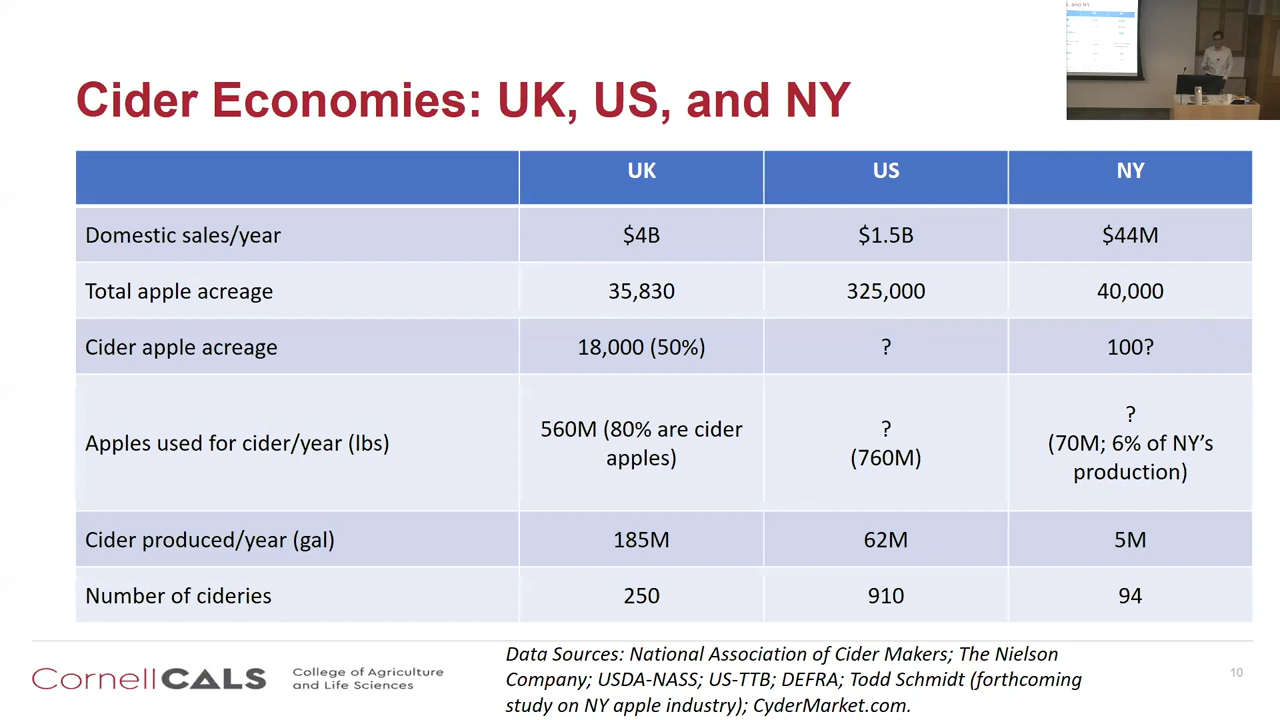 Cider Economies: UK, US, and NY
UK US NY
Domestic sales/year $4B $1.5B $44M
Total apple acreage 35,830 325,000 40,000
Cider apple acreage 18,000 (50%) ? 100?
Apples used for cider/year (lbs) 560M (80% are cider apples) ? (760M) ? (70M; 6% of NY's production)
Cider produced/year (gal) 185M 62M 5M
Number of cideries 250 910 94
CornellCALS
College of Agriculture
and Life Sciences
Data Sources: National Association of Cider Makers; The Nielson
Company; USDA-NASS; US-TTB; DEFRA; Todd Schmidt (forthcoming
study on NY apple industry); CyderMarket.com.
10